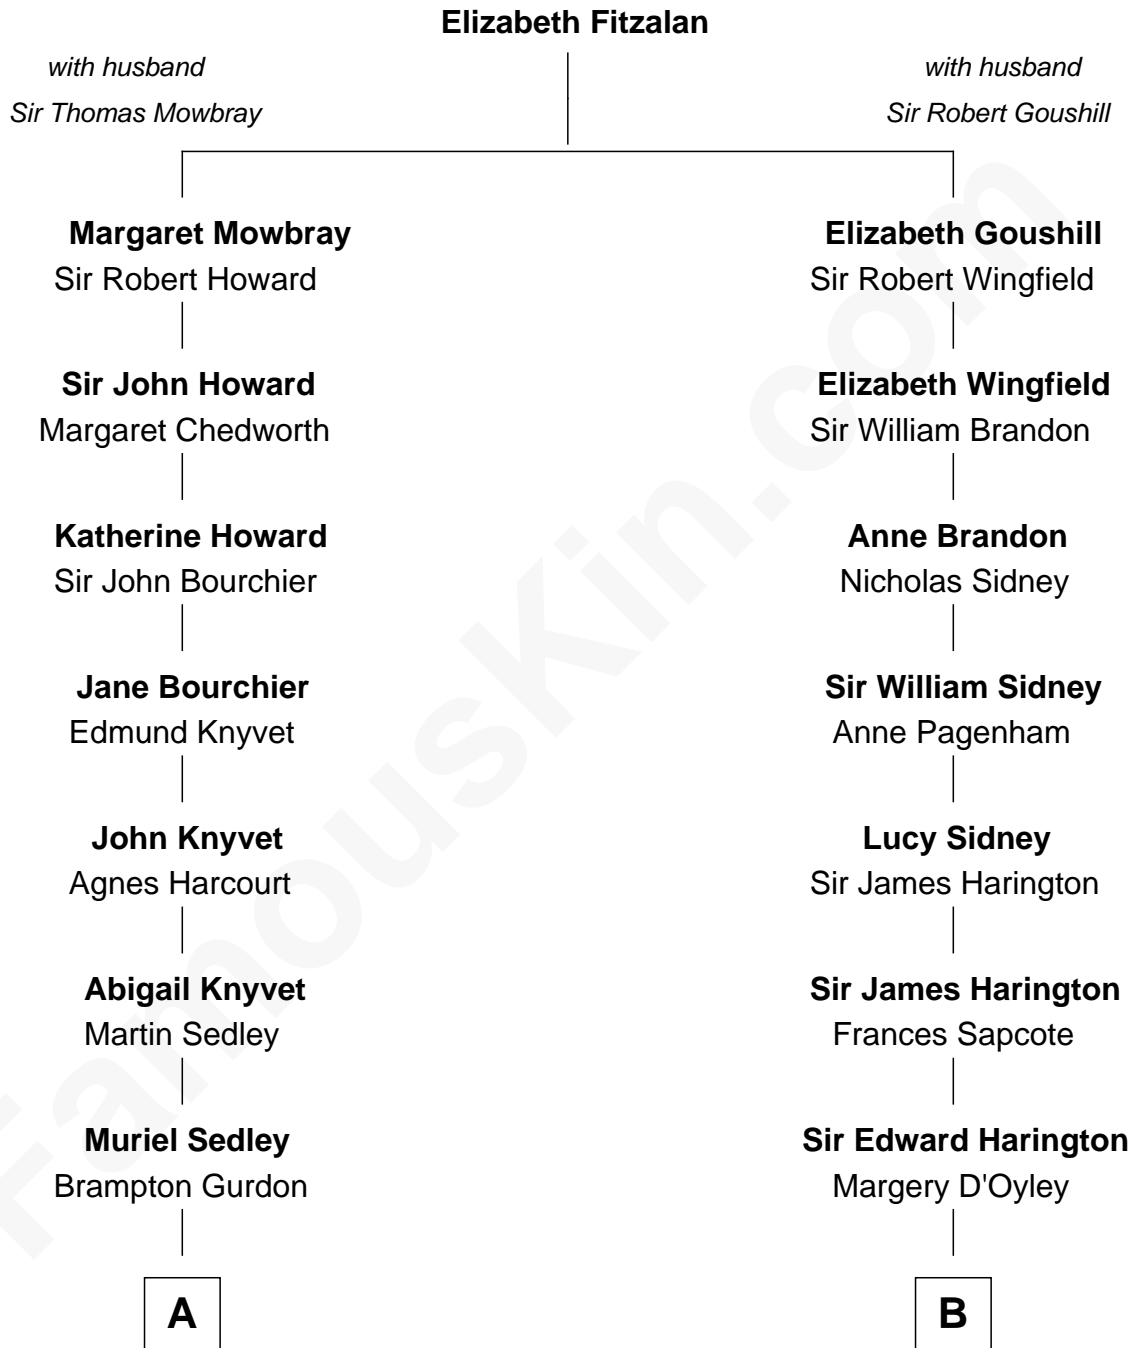 Elizabeth Fitzalan
with husband
Sir Thomas Mowbray
with husband
Sir Robert Goushill
Margaret Mowbray
Sir Robert Howard
Elizabeth Goushill
Sir Robert Wingfield
Sir John Howard
Margaret Chedworth
Elizabeth Wingfield
Sir William Brandon
Katherine Howard
Sir John Bourchier
Anne Brandon
Nicholas Sidney
Jane Bourchier
Edmund Knyvet
Sir William Sidney
Anne Pagenham
John Knyvet
Agnes Harcourt
Lucy Sidney
Sir James Harington
Abigail Knyvet
Martin Sedley
Sir James Harington
Frances Sapcote
Muriel Sedley
Brampton Gurdon
Sir Edward Harington
Margery D'Oyley
A
B
FamousKin.com